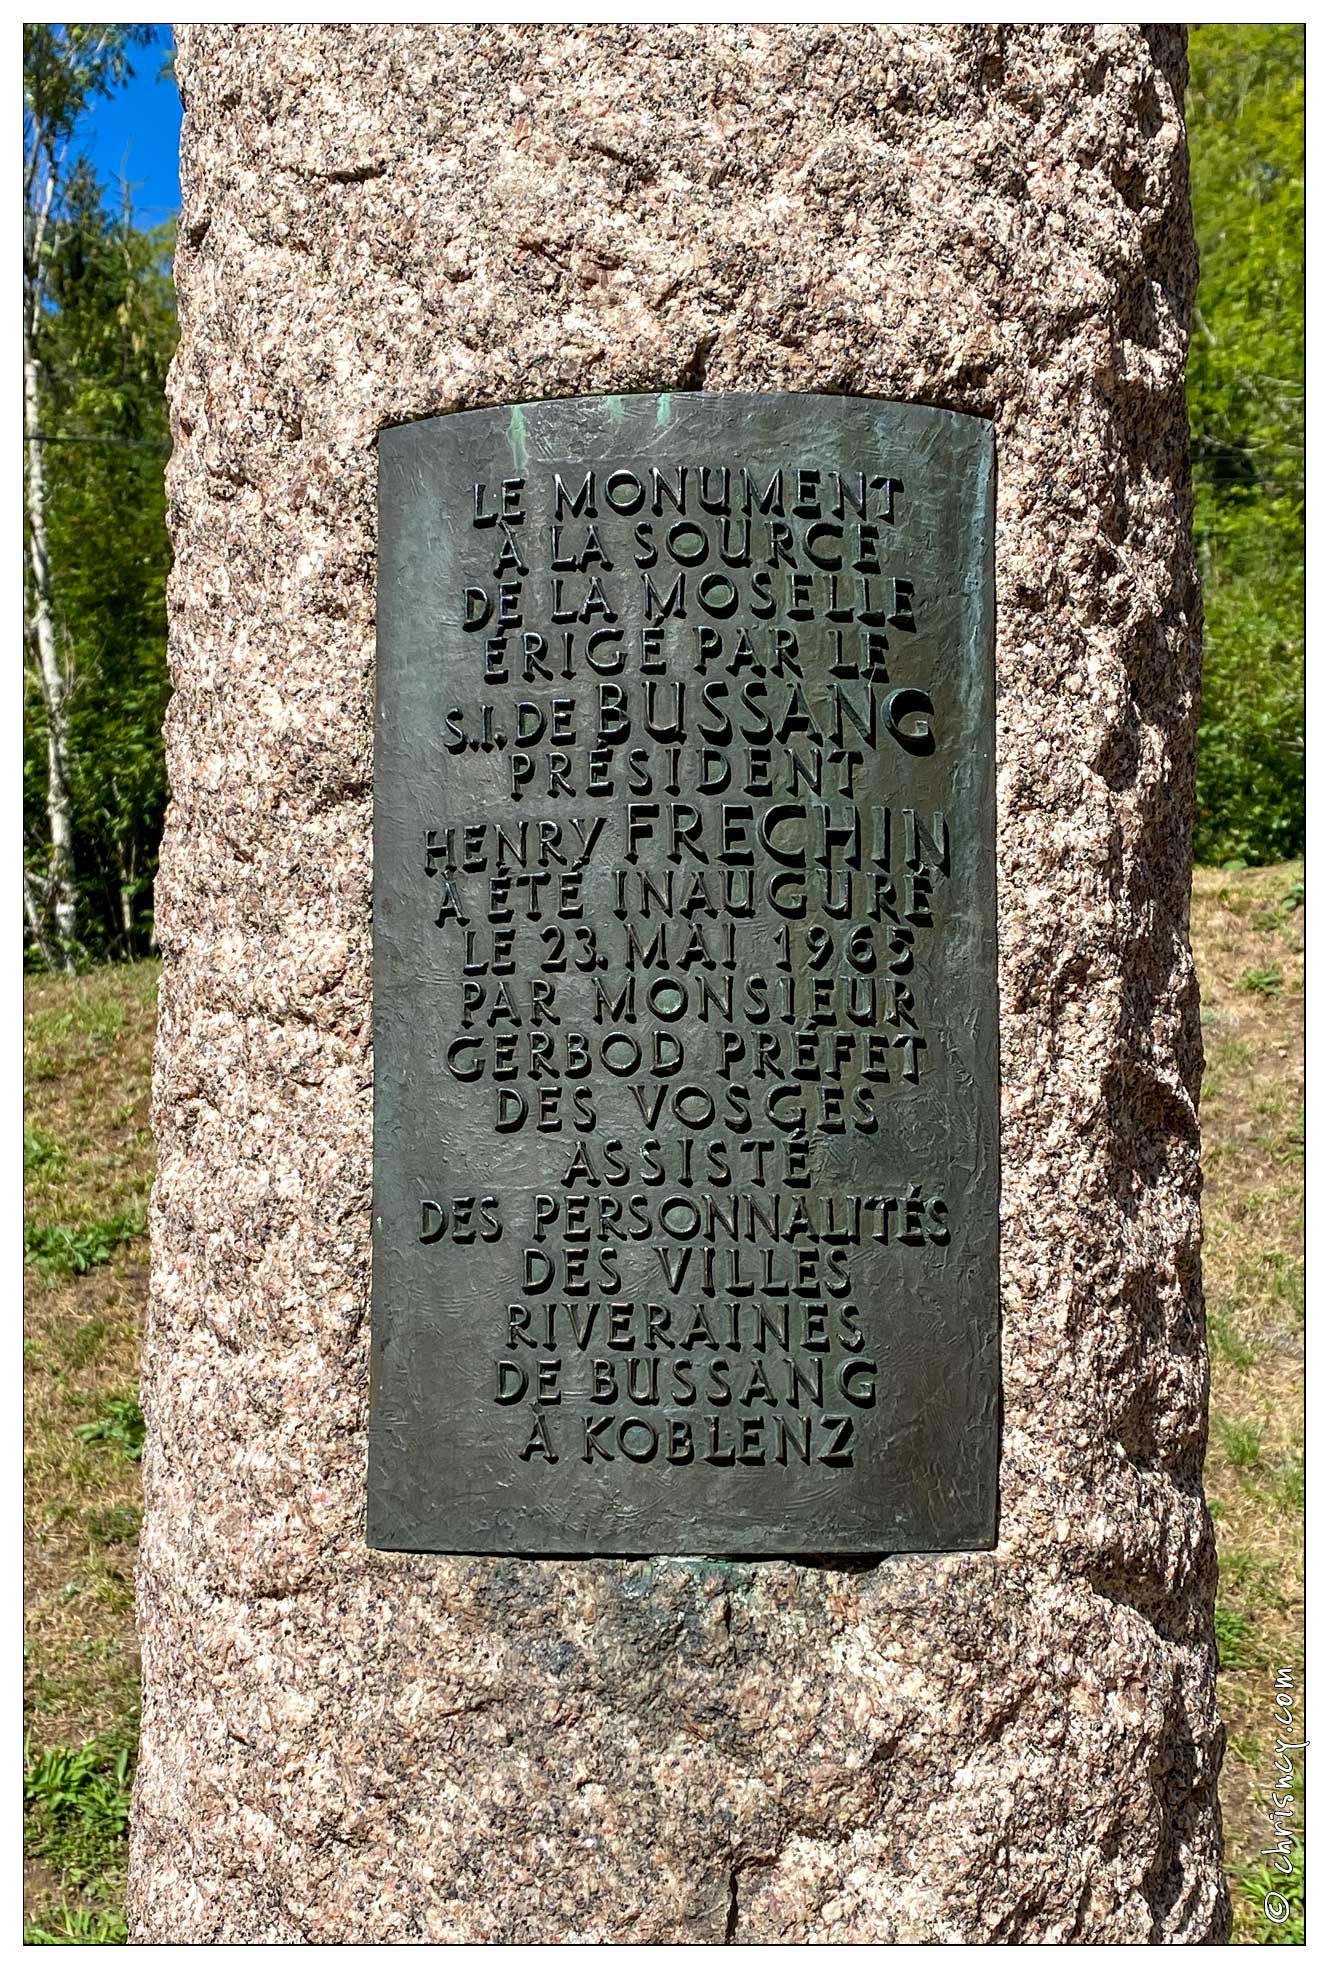 LE MONUMENT
À LA SOURCE
DE LA MOSELLE
ÉRIGÉ PAR LE
S.I. DE BUSSANG
PRÉSIDENT
HENRY FRECHIN
À ÉTÉ INAUGURÉ
LE 23. MAI 1965
PAR MONSIEUR
GERBOD PRÉFET
DES VOSGES
ASSISTÉ
DES PERSONNALITÉS
DES VILLES
RIVERAINES
DE BUSSANG
À KOBLENZ
© chrisncy.com